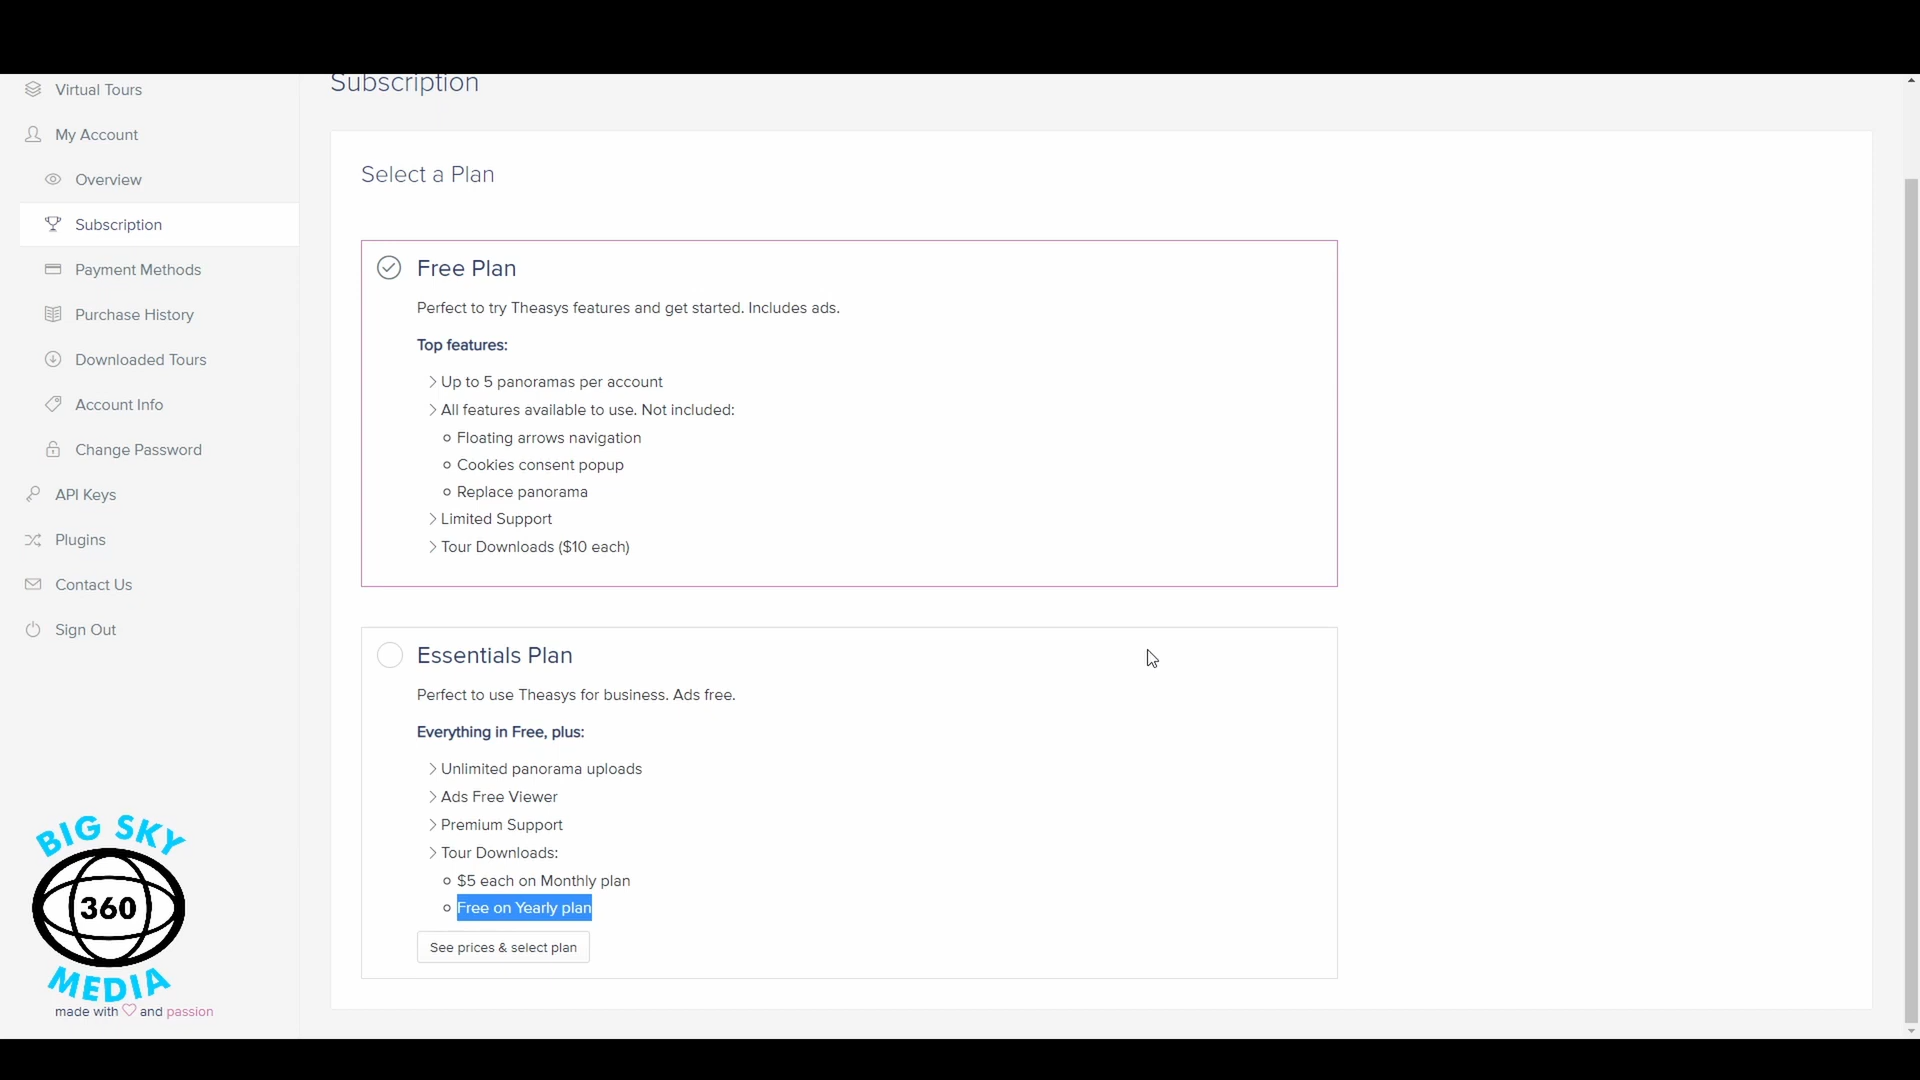 Subscription
Virtual Tours
My Account
Overview
Subscription
Payment Methods
Purchase History
Downloaded Tours
Account Info
Change Password
API Keys
Plugins
Contact Us
Sign Out
BIG SKY
360
MEDIA
made with and passion
Select a Plan
Free Plan
Perfect to try Theasys features and get started. Includes ads.
Top features:
Up to 5 panoramas per account
All features available to use. Not included:
Floating arrows navigation
Cookies consent popup
Replace panorama
Limited Support
Tour Downloads ($10 each)
Essentials Plan
Perfect to use Theasys for business. Ads free.
Everything in Free, plus:
Unlimited panorama uploads
Ads Free Viewer
Premium Support
Tour Downloads:
$5 each on Monthly plan
Free on Yearly plan
See prices & select plan